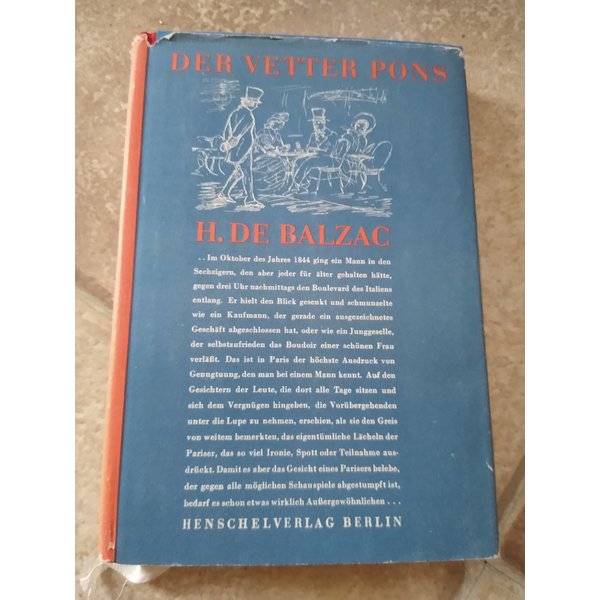 DER VETTER PONS
H. DE BALZAC
. . Im Oktober des Jahres 1844 ging ein Mann in den
Sechzigern, den aber jeder für älter gehalten hätte,
gegen drei Uhr nachmittags den Boulevard des Italiens
entlang. Er hielt den Blick gesenkt und schmunzelte
wie ein Kaufmann, der gerade ein ausgezeichnetes
Geschäft abgeschlossen hat, oder wie ein Junggeselle,
der selbstzufrieden das Boudoir einer schönen Frau
verläßt. Das ist in Paris der höchste Ausdruck von
Genugtuung, den man bei einem Mann kennt. Auf den
Gesichtern der Leute, die dort alle Tage sitzen und
sich dem Vergnügen hingeben, die Vorübergehenden
unter die Lupe zu nehmen, erschien, als sie den Greis
von weitem bemerkten, das eigentümliche Lächeln der
Pariser, das so viel Ironie, Spott oder Teilnahme aus-
drückt. Damit es aber das Gesicht eines Parisers belebe,
der gegen alle möglichen Schauspiele abgestumpft ist,
bedarf es schon etwas wirklich Außergewöhnlichen . . .
HENSCHELVERLAG BERLIN